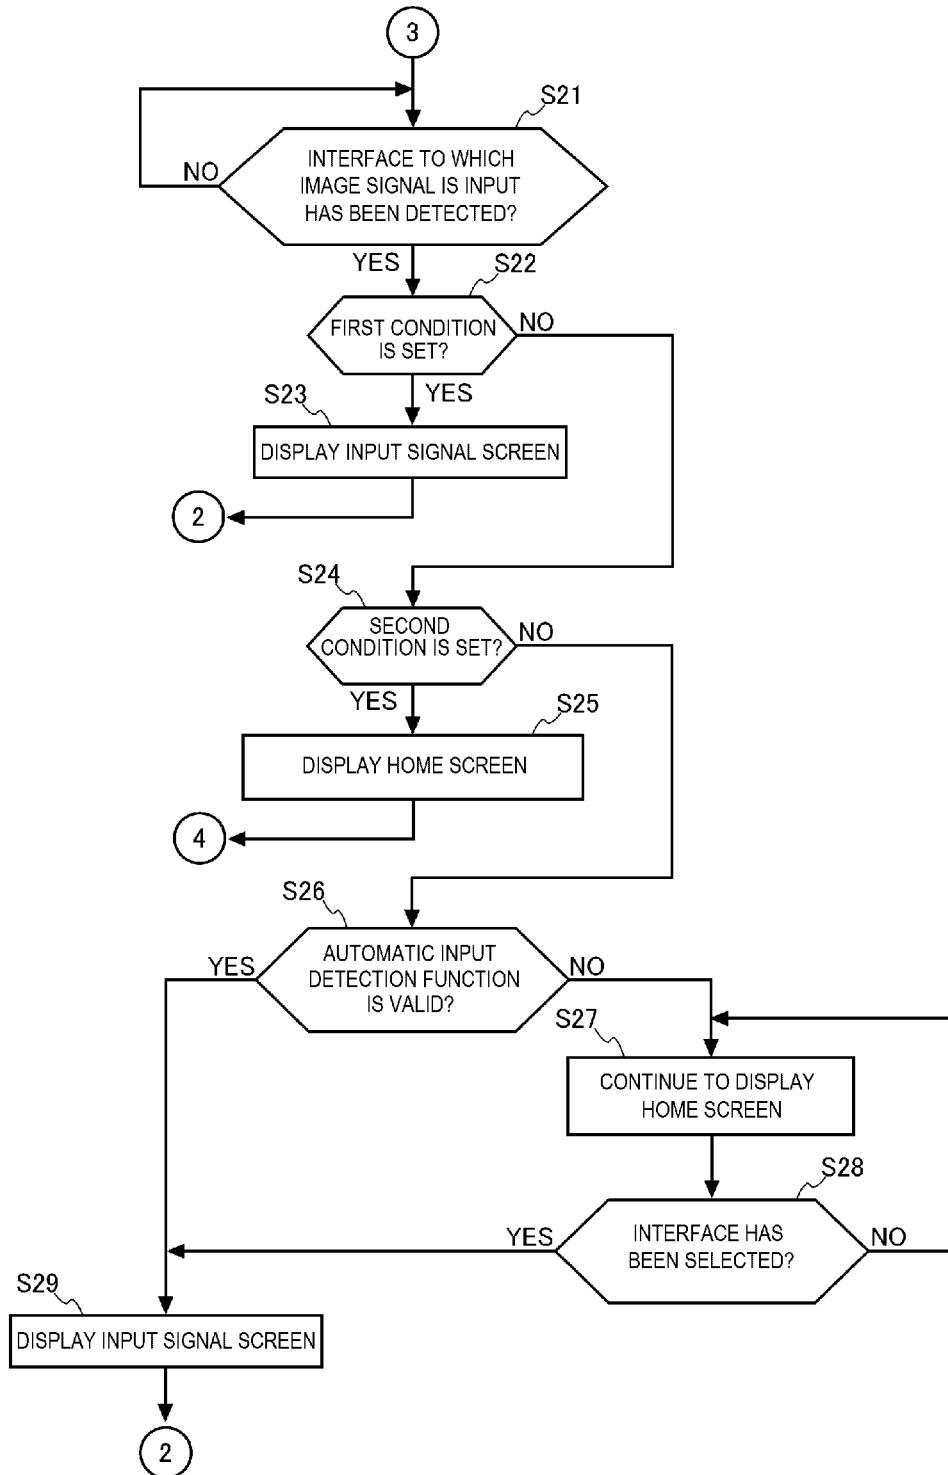 3
S21
INTERFACE TO WHICH
IMAGE SIGNAL IS INPUT
HAS BEEN DETECTED?
NO
YES
S22
FIRST CONDITION
IS SET?
NO
YES
S23
DISPLAY INPUT SIGNAL SCREEN
2
S24
SECOND
CONDITION IS SET?
NO
YES
S25
DISPLAY HOME SCREEN
4
S26
AUTOMATIC INPUT
DETECTION FUNCTION
IS VALID?
YES
NO
S27
CONTINUE TO DISPLAY
HOME SCREEN
S28
INTERFACE HAS
BEEN SELECTED?
YES
NO
S29
DISPLAY INPUT SIGNAL SCREEN
2